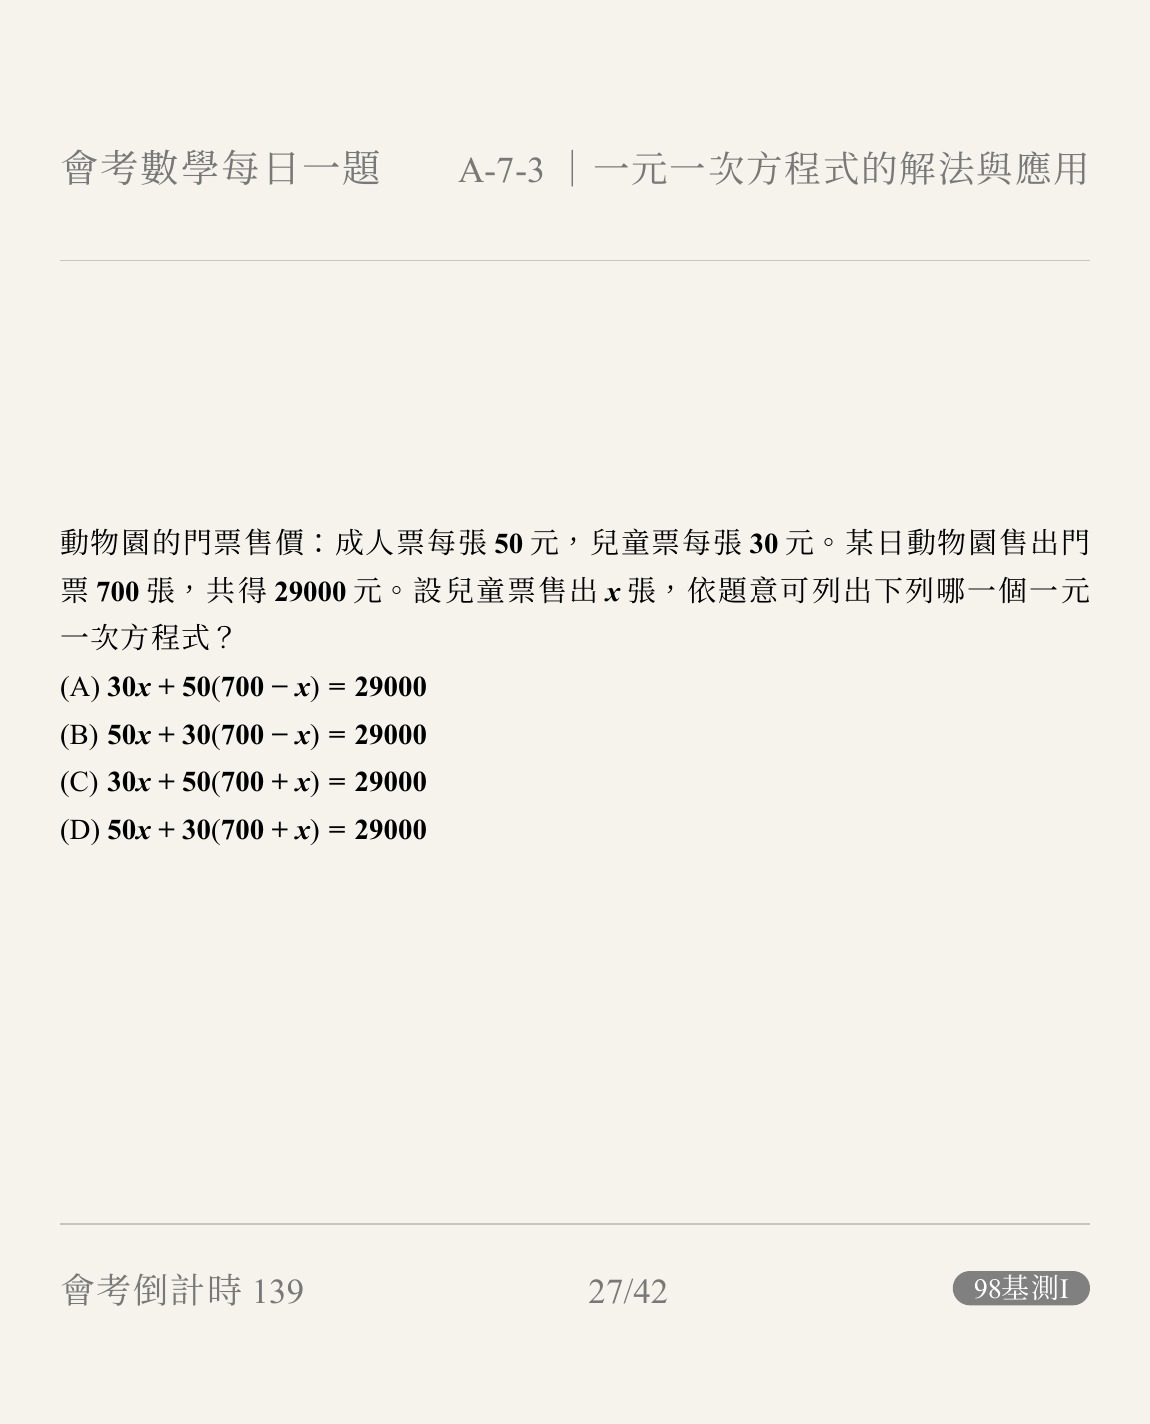 會考數學每日一題 A-7-3 | 一元一次方程式的解法與應用
動物園的門票售價：成人票每張 50 元，兒童票每張 30 元。某日動物園售出門
票 700 張，共得 29000 元。設兒童票售出 x 張，依題意可列出下列哪一個一元
一次方程式？
(A) 30x + 50(700 − x) = 29000
(B) 50x + 30(700 − x) = 29000
(C) 30x + 50(700 + x) = 29000
(D) 50x + 30(700 + x) = 29000
會考倒計時 139 27/42 98基測I